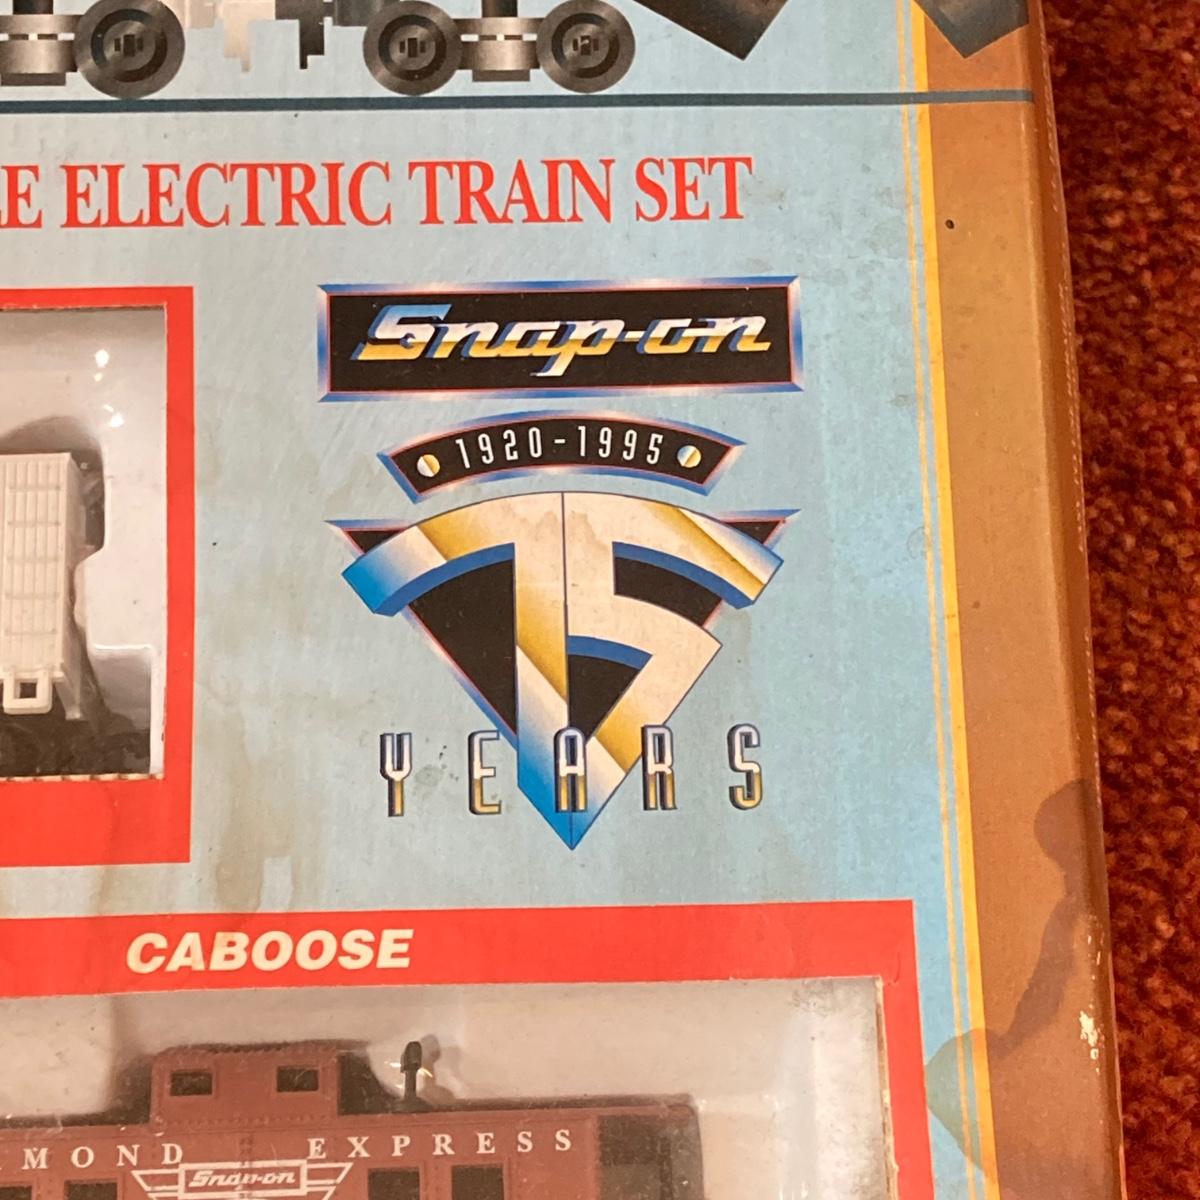 ELECTRIC TRAIN SET
Snap-on
1920-1995
75
YEARS
CABOOSE
MOND EXPRESS
Snap-on